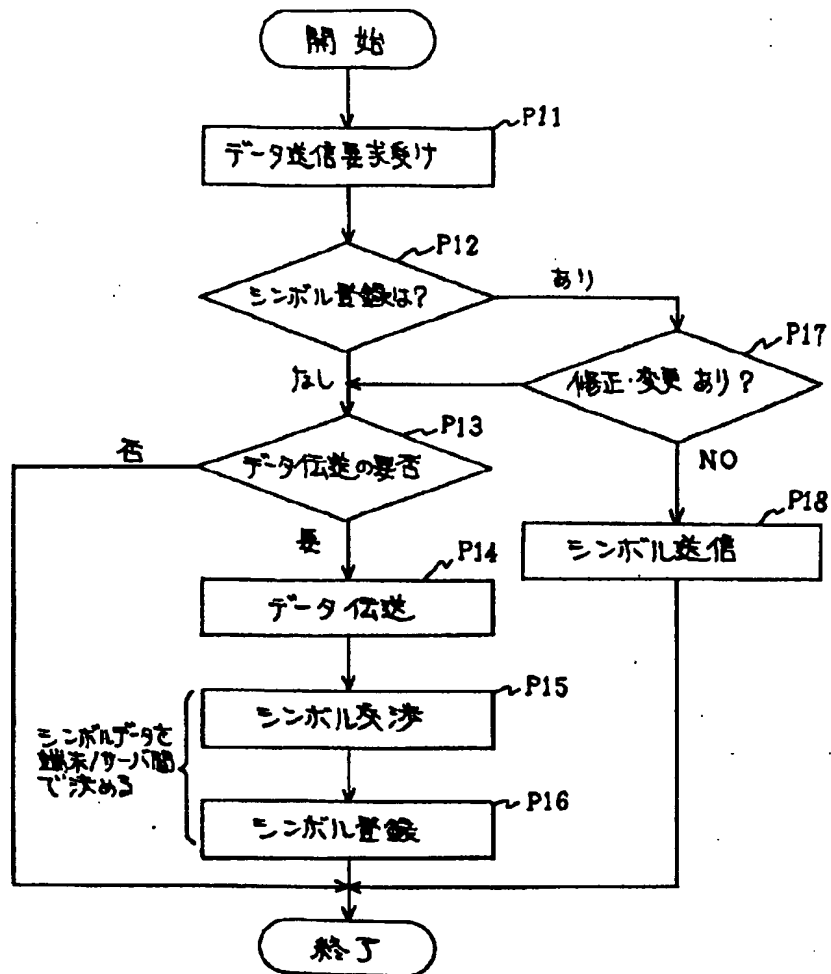 開始
P11
データ送信要求受け
P12
シンボル登録は?
あり
P17
修正・変更あり?
なし
P13
データ伝送の要否
否
NO
要
P18
シンボル送信
P14
データ伝送
P15
シンボル交渉
シンボルデータを
端末/サーバ間
で決める
P16
シンボル登録
終了